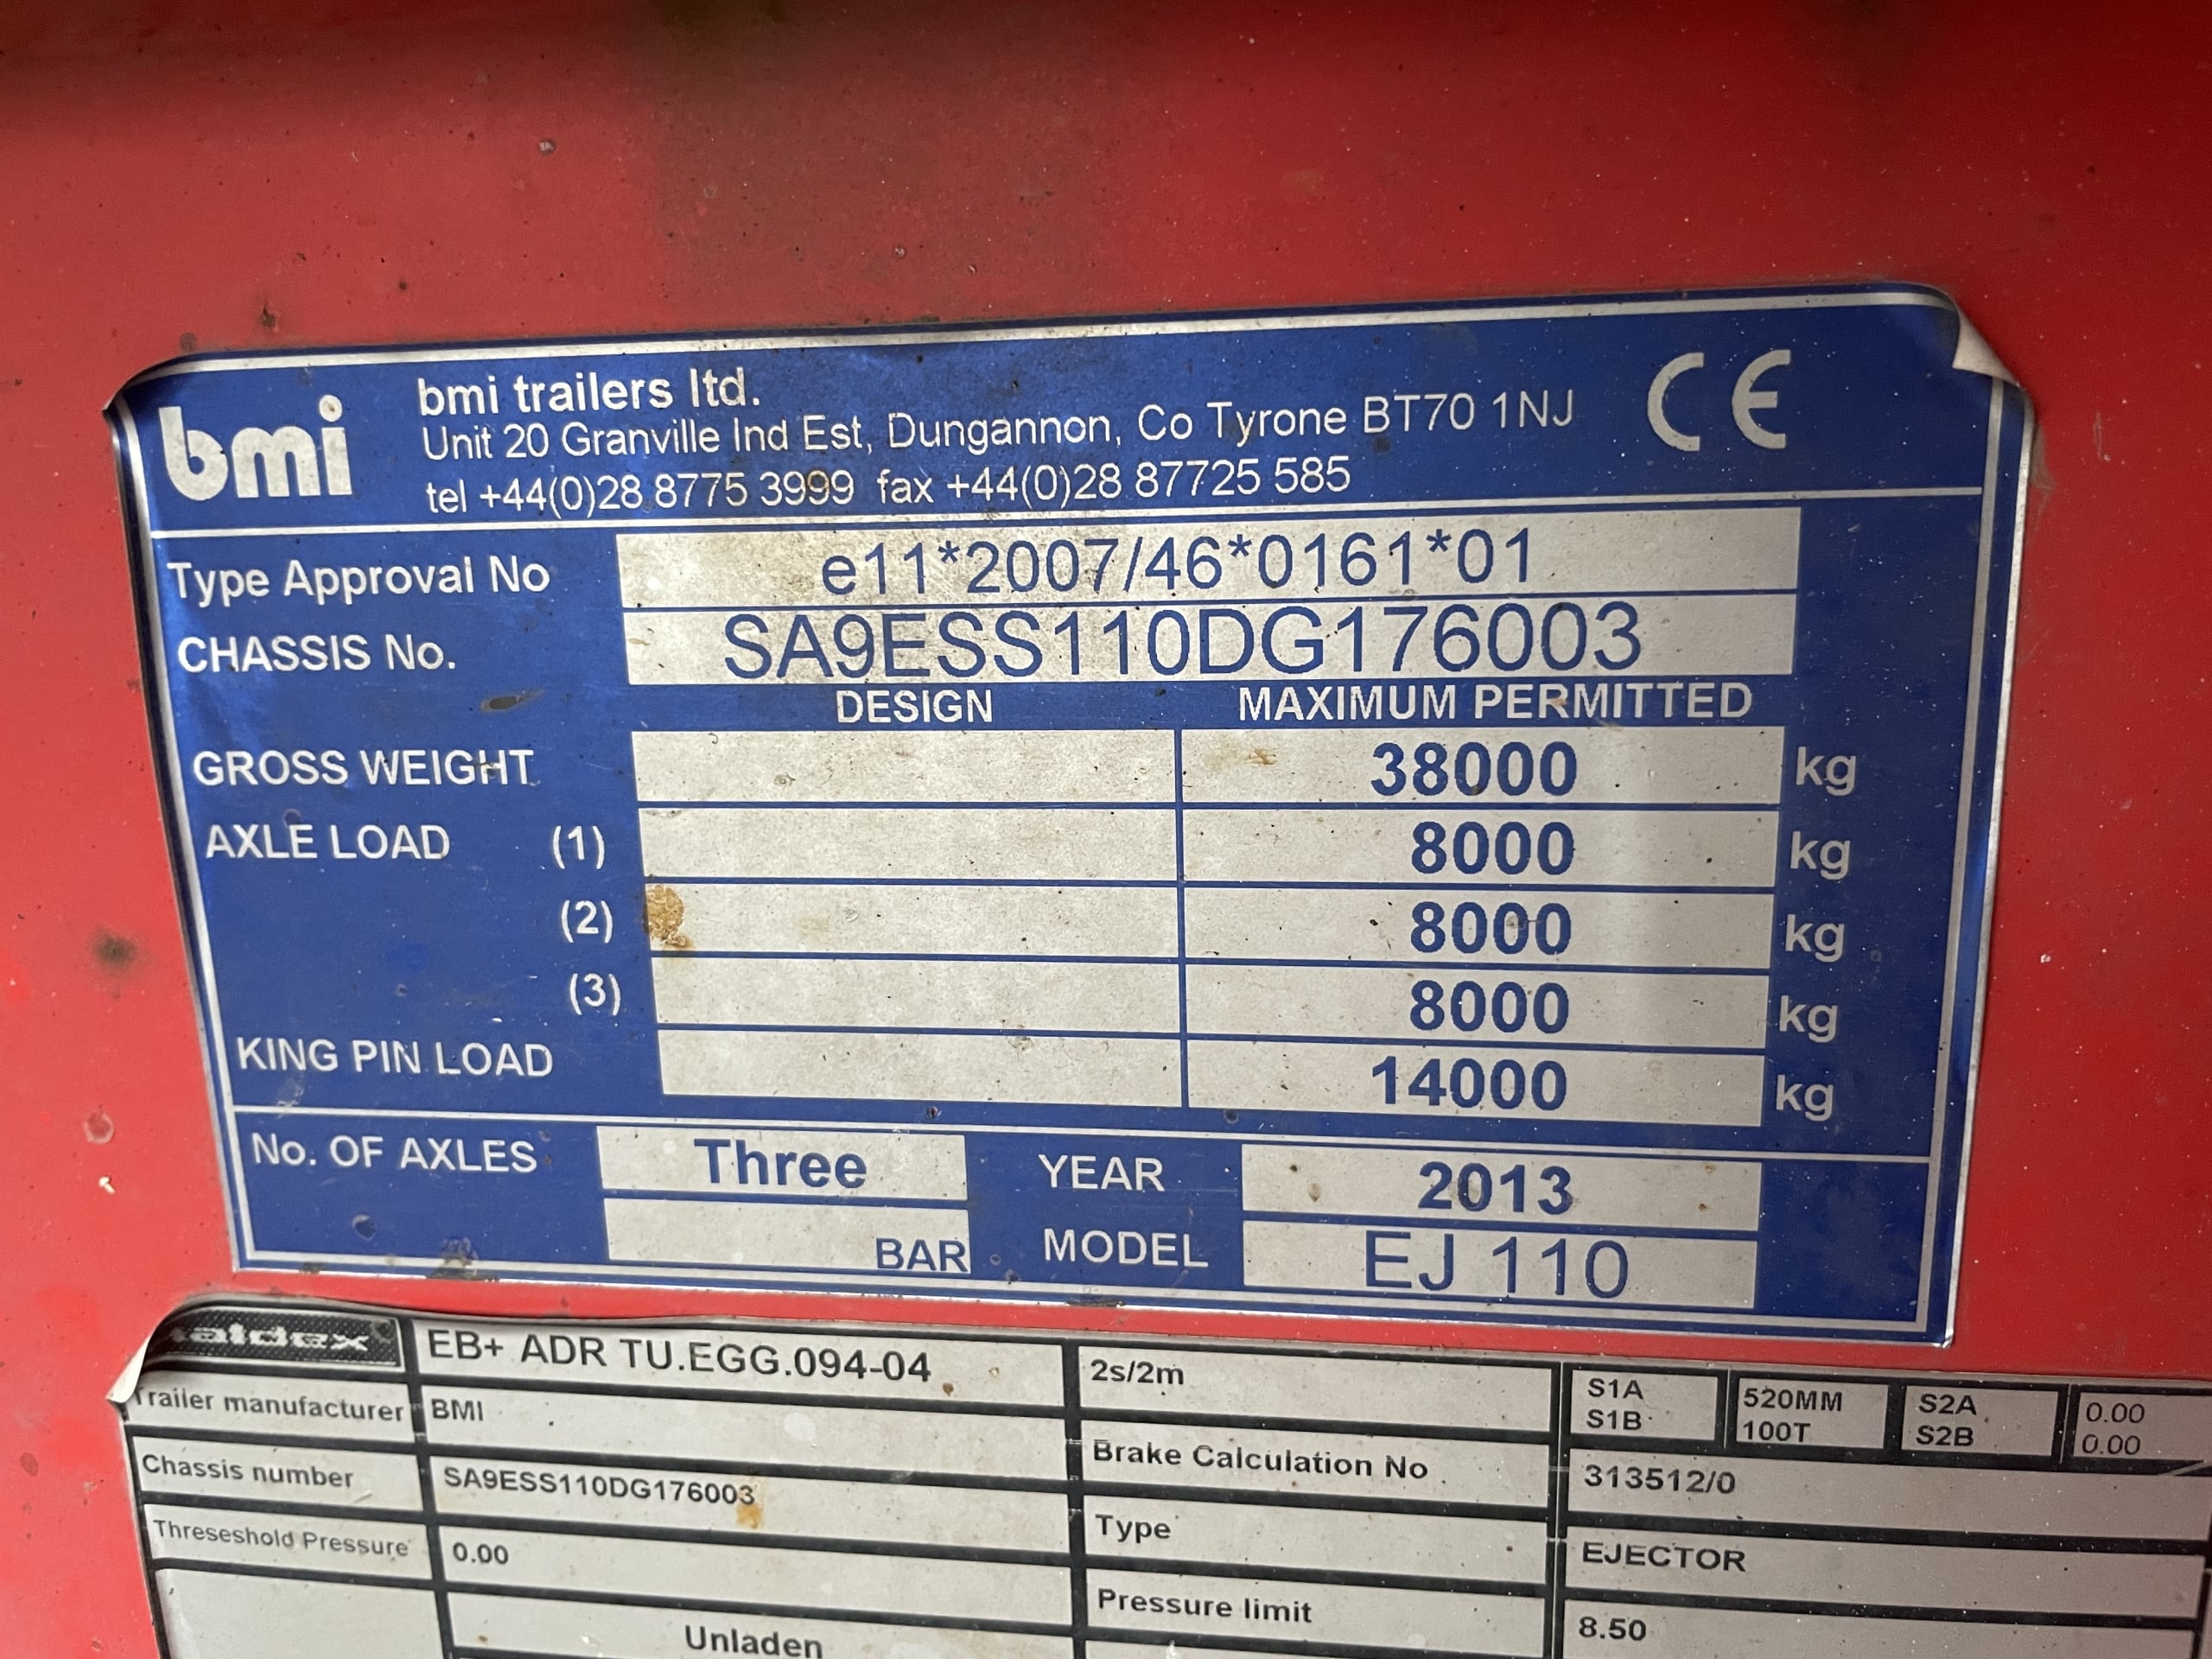 bmi
bmi trailers ltd.
Unit 20 Granville Ind Est, Dungannon, Co Tyrone BT70 1NJ
tel +44(0)28 8775 3999 fax +44(0)28 87725 585
CE
Type Approval No e11*2007/46*0161*01
CHASSIS No. SA9ESS110DG176003
DESIGN MAXIMUM PERMITTED
GROSS WEIGHT 38000 kg
AXLE LOAD (1) 8000 kg
(2) 8000 kg
(3) 8000 kg
KING PIN LOAD 14000 kg
No. OF AXLES Three YEAR 2013
BAR MODEL EJ 110
EB+ ADR TU.EGG.094-04 2s/2m
S1A 520MM S2A 0.00
S1B 100T S2B 0.00
Trailer manufacturer BMI Brake Calculation No 313512/0
Chassis number SA9ESS110DG176003 Type EJECTOR
Threseshold Pressure 0.00 Pressure limit 8.50
Unladen